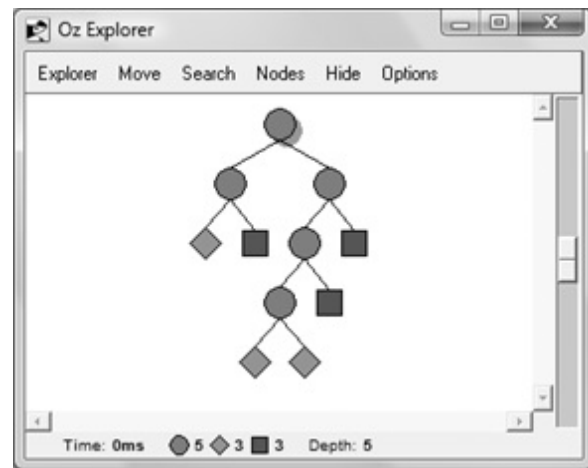 Oz Explorer
Explorer Move Search Nodes Hide Options
Time: 0ms 5 3 3 Depth: 5